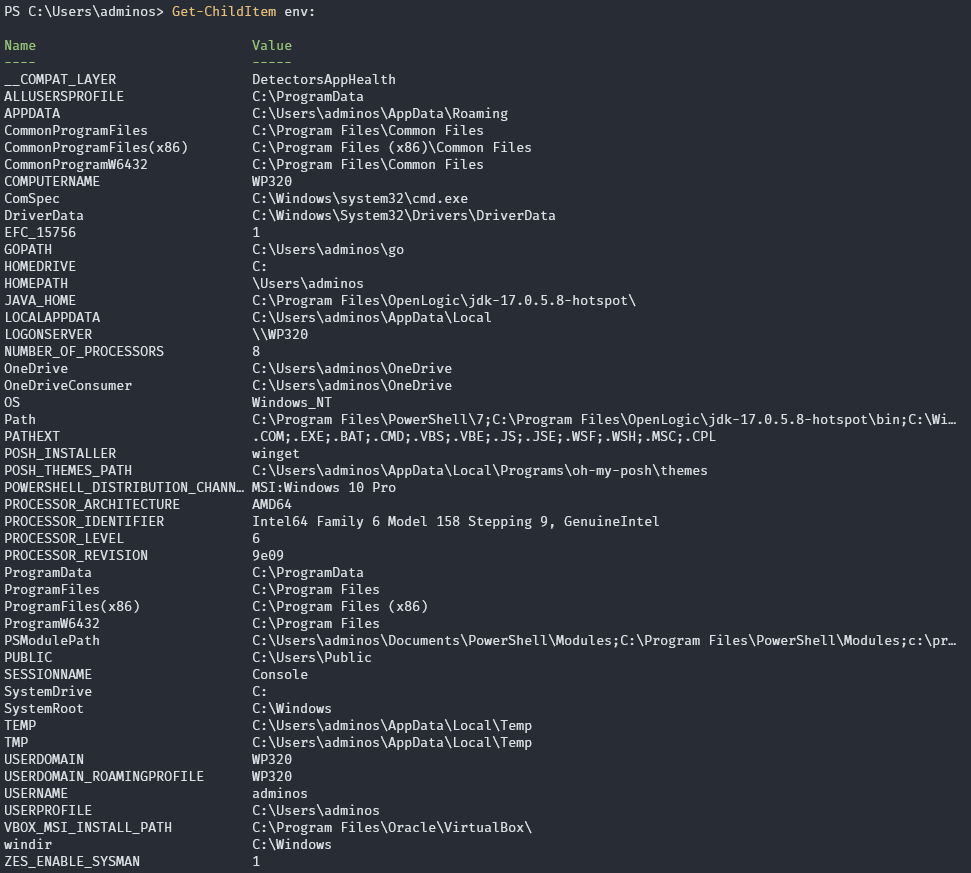 PS C:\Users\adminos> Get-ChildItem env:
Name Value
---- -----
__COMPAT_LAYER DetectorsAppHealth
ALLUSERSPROFILE C:\ProgramData
APPDATA C:\Users\adminos\AppData\Roaming
CommonProgramFiles C:\Program Files\Common Files
CommonProgramFiles(x86) C:\Program Files (x86)\Common Files
CommonProgramW6432 C:\Program Files\Common Files
COMPUTERNAME WP320
ComSpec C:\Windows\system32\cmd.exe
DriverData C:\Windows\System32\Drivers\DriverData
EFC_15756 1
GOPATH C:\Users\adminos\go
HOMEDRIVE C:
HOMEPATH \Users\adminos
JAVA_HOME C:\Program Files\OpenLogic\jdk-17.0.5.8-hotspot\
LOCALAPPDATA C:\Users\adminos\AppData\Local
LOGONSERVER \\WP320
NUMBER_OF_PROCESSORS 8
OneDrive C:\Users\adminos\OneDrive
OneDriveConsumer C:\Users\adminos\OneDrive
OS Windows_NT
Path C:\Program Files\PowerShell\7;C:\Program Files\OpenLogic\jdk-17.0.5.8-hotspot\bin;C:\Wi…
PATHEXT .COM;.EXE;.BAT;.CMD;.VBS;.VBE;.JS;.JSE;.WSF;.WSH;.MSC;.CPL
POSH_INSTALLER winget
POSH_THEMES_PATH C:\Users\adminos\AppData\Local\Programs\oh-my-posh\themes
POWERSHELL_DISTRIBUTION_CHANN… MSI:Windows 10 Pro
PROCESSOR_ARCHITECTURE AMD64
PROCESSOR_IDENTIFIER Intel64 Family 6 Model 158 Stepping 9, GenuineIntel
PROCESSOR_LEVEL 6
PROCESSOR_REVISION 9e09
ProgramData C:\ProgramData
ProgramFiles C:\Program Files
ProgramFiles(x86) C:\Program Files (x86)
ProgramW6432 C:\Program Files
PSModulePath C:\Users\adminos\Documents\PowerShell\Modules;C:\Program Files\PowerShell\Modules;c:\pr…
PUBLIC C:\Users\Public
SESSIONNAME Console
SystemDrive C:
SystemRoot C:\Windows
TEMP C:\Users\adminos\AppData\Local\Temp
TMP C:\Users\adminos\AppData\Local\Temp
USERDOMAIN WP320
USERDOMAIN_ROAMINGPROFILE WP320
USERNAME adminos
USERPROFILE C:\Users\adminos
VBOX_MSI_INSTALL_PATH C:\Program Files\Oracle\VirtualBox\
windir C:\Windows
ZES_ENABLE_SYSMAN 1